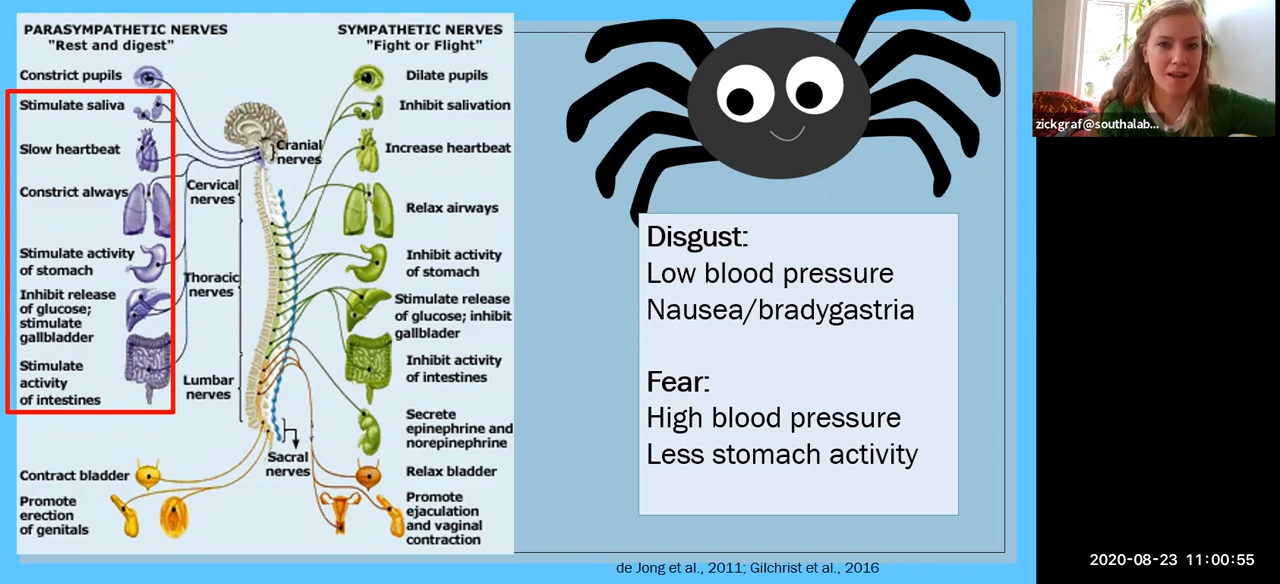 PARASYMPATHETIC NERVES
"Rest and digest"
Constrict pupils
Stimulate saliva
Slow heartbeat
Constrict always
Stimulate activity
of stomach
Inhibit release
of glucose;
stimulate
gallbladder
Stimulate
activity
of intestines
Contract bladder
Promote
erection
of genitals
Cranial
nerves
Cervical
nerves
Thoracic
nerves
Lumbar
nerves
Sacral
nerves
SYMPATHETIC NERVES
"Fight or Flight"
Dilate pupils
Inhibit salivation
Increase heartbeat
Relax airways
Inhibit activity
of stomach
Stimulate release
of glucose; inhibit
gallbladder
Inhibit activity
of intestines
Secrete
epinephrine and
norepinephrine
Relax bladder
Promote
ejaculation
and vaginal
contraction
Disgust:
Low blood pressure
Nausea/bradygastria
Fear:
High blood pressure
Less stomach activity
de Jong et al., 2011; Gilchrist et al., 2016
zickgraf@southalab...
2020-08-23 11:00:55